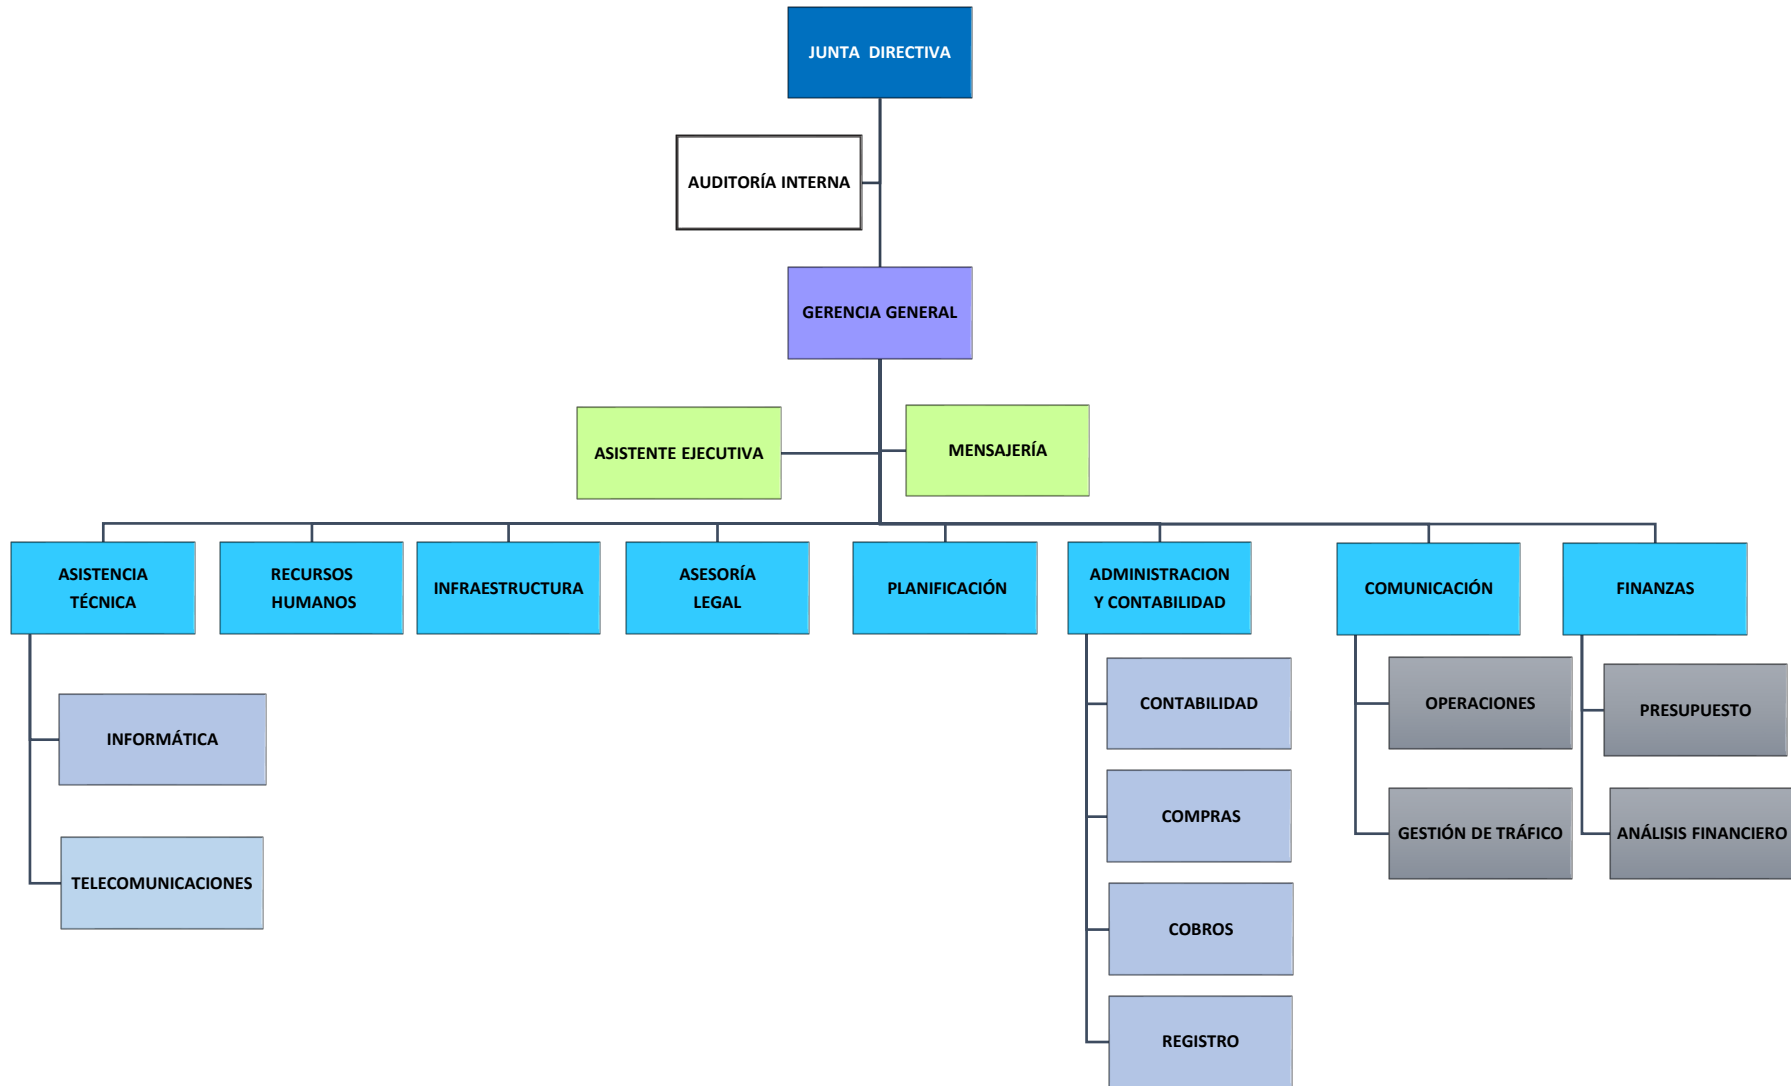 JUNTA DIRECTIVA
AUDITORÍA INTERNA
GERENCIA GENERAL
ASISTENTE EJECUTIVA
MENSAJERÍA
ASISTENCIA
TÉCNICA
RECURSOS
HUMANOS
INFRAESTRUCTURA
ASESORÍA
LEGAL
PLANIFICACIÓN
ADMINISTRACION
Y CONTABILIDAD
COMUNICACIÓN
FINANZAS
INFORMÁTICA
TELECOMUNICACIONES
CONTABILIDAD
COMPRAS
COBROS
REGISTRO
OPERACIONES
GESTIÓN DE TRÁFICO
PRESUPUESTO
ANÁLISIS FINANCIERO